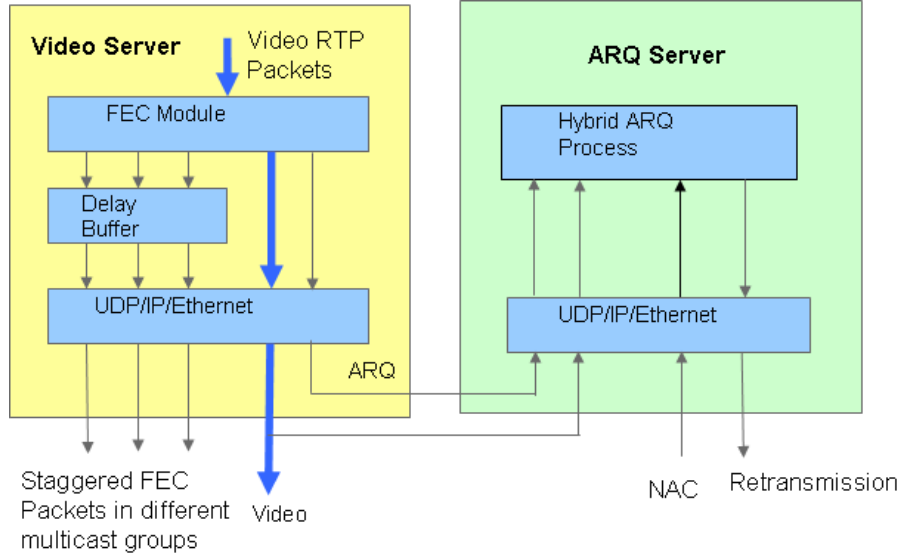 Video Server
Video RTP
Packets
FEC Module
Delay
Buffer
UDP/IP/Ethernet
ARQ
Staggered FEC
Packets in different
multicast groups
Video
ARQ Server
Hybrid ARQ
Process
UDP/IP/Ethernet
NAC
Retransmission